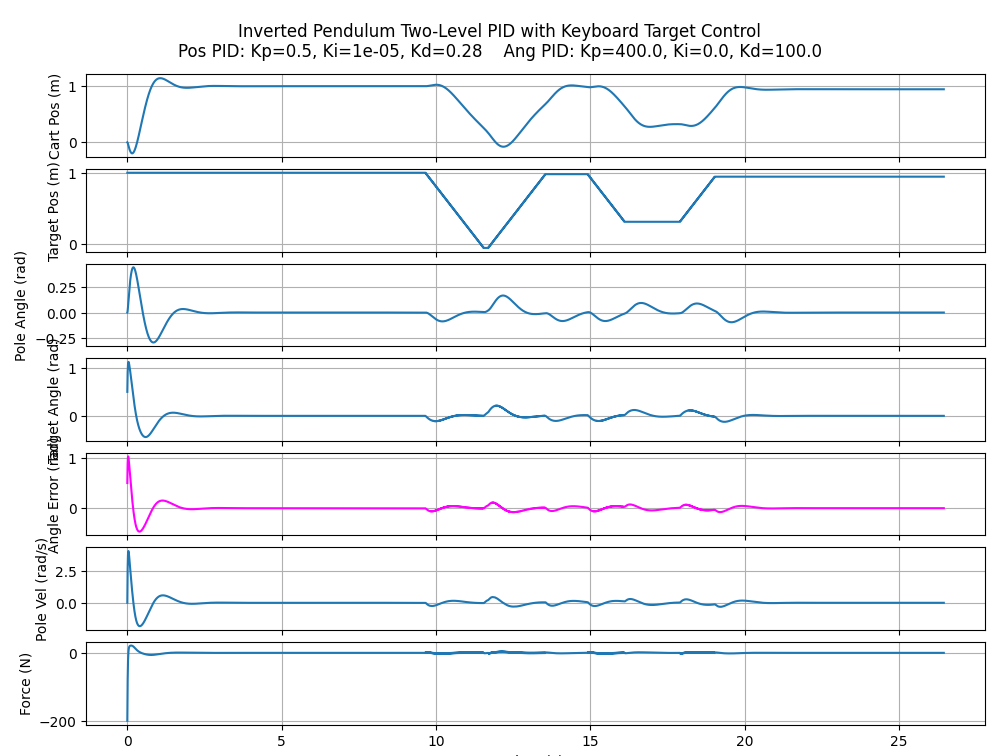 Inverted Pendulum Two-Level PID with Keyboard Target Control
Pos PID: Kp=0.5, Ki=1e-05, Kd=0.28    Ang PID: Kp=400.0, Ki=0.0, Kd=100.0
Cart Pos (m)
1
0
Target Pos (m)
1
0
Pole Angle (rad)
0.25
0.00
−0.25
Target Angle (rad)
1
0
Angle Error (rad)
1
0
Pole Vel (rad/s)
2.5
0.0
Force (N)
0
−200
0 5 10 15 20 25